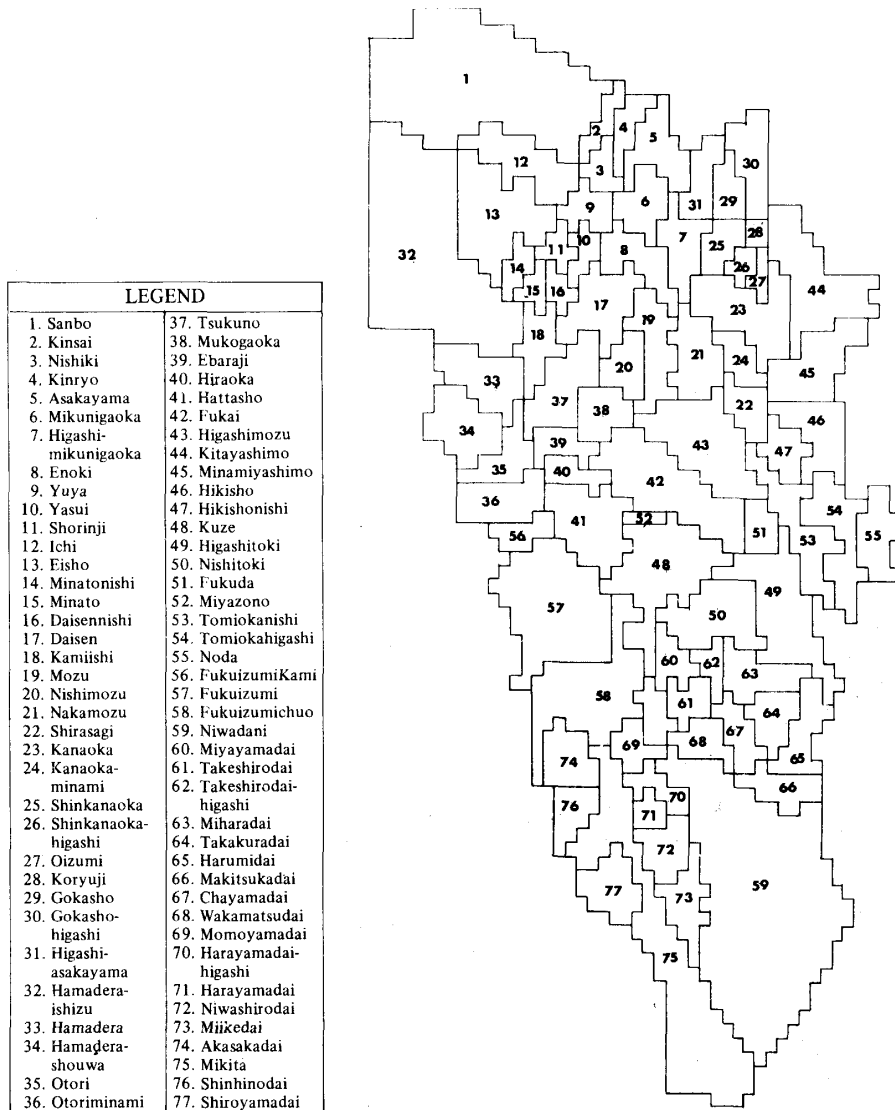 LEGEND
1. Sanbo
2. Kinsai
3. Nishiki
4. Kinryo
5. Asakayama
6. Mikunigaoka
7. Higashi-
mikunigaoka
8. Enoki
9. Yuya
10. Yasui
11. Shorinji
12. Ichi
13. Eisho
14. Minatonishi
15. Minato
16. Daisennishi
17. Daisen
18. Kamiishi
19. Mozu
20. Nishimozu
21. Nakamozu
22. Shirasagi
23. Kanaoka
24. Kanaoka-
minami
25. Shinkanaoka
26. Shinkanaoka-
higashi
27. Oizumi
28. Koryuji
29. Gokasho
30. Gokasho-
higashi
31. Higashi-
asakayama
32. Hamadera-
ishizu
33. Hamadera
34. Hamadera-
shouwa
35. Otori
36. Otoriminami
37. Tsukuno
38. Mukogaoka
39. Ebaraji
40. Hiraoka
41. Hattasho
42. Fukai
43. Higashimozu
44. Kitayashimo
45. Minamiyashimo
46. Hikisho
47. Hikishonishi
48. Kuze
49. Higashitoki
50. Nishitoki
51. Fukuda
52. Miyazono
53. Tomiokanishi
54. Tomiokahigashi
55. Noda
56. FukuizumiKami
57. Fukuizumi
58. Fukuizumichuo
59. Niwadani
60. Miyayamadai
61. Takeshirodai
62. Takeshirodai-
higashi
63. Miharadai
64. Takakuradai
65. Harumidai
66. Makitsukadai
67. Chayamadai
68. Wakamatsudai
69. Momoyamadai
70. Harayamadai-
higashi
71. Harayamadai
72. Niwashirodai
73. Miikedai
74. Akasakadai
75. Mikita
76. Shinhinodai
77. Shiroyamadai
1
2
4
5
12
3
30
13
9
6
31
29
32
11
10
8
7
25
28
14
26
27
44
15
16
17
23
18
19
33
20
21
24
45
37
38
22
46
34
39
43
47
35
40
42
36
54
41
52
51
53
55
56
48
57
50
49
60
62
63
58
61
64
69
68
67
65
74
66
76
70
71
72
77
73
59
75